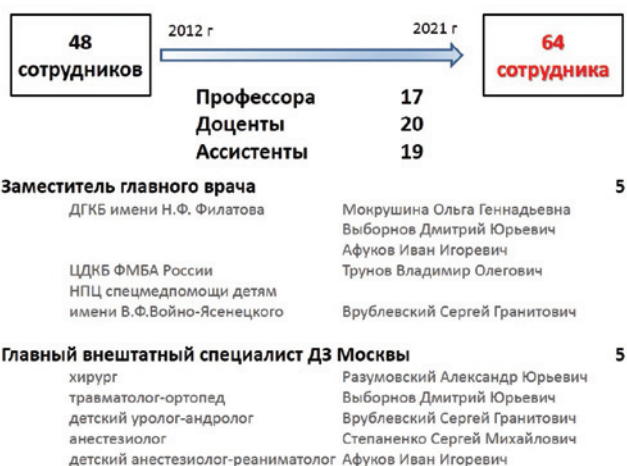 48 сотрудников
2012 г
2021 г
64 сотрудника
Профессора 17
Доценты 20
Ассистенты 19
Заместитель главного врача 5
ДГКБ имени Н.Ф. Филатова Мокрушина Ольга Геннадьевна
Выборнов Дмитрий Юрьевич
Афуков Иван Игоревич
ЦДКБ ФМБА России Трунов Владимир Олегович
НПЦ спецмедпомощи детям
имени В.Ф.Войно-Ясенецкого Врублевский Сергей Гранитович
Главный внештатный специалист ДЗ Москвы 5
хирург Разумовский Александр Юрьевич
травматолог-ортопед Выборнов Дмитрий Юрьевич
детский уролог-андролог Врублевский Сергей Гранитович
анестезиолог Степаненко Сергей Михайлович
детский анестезиолог-реаниматолог Афуков Иван Игоревич